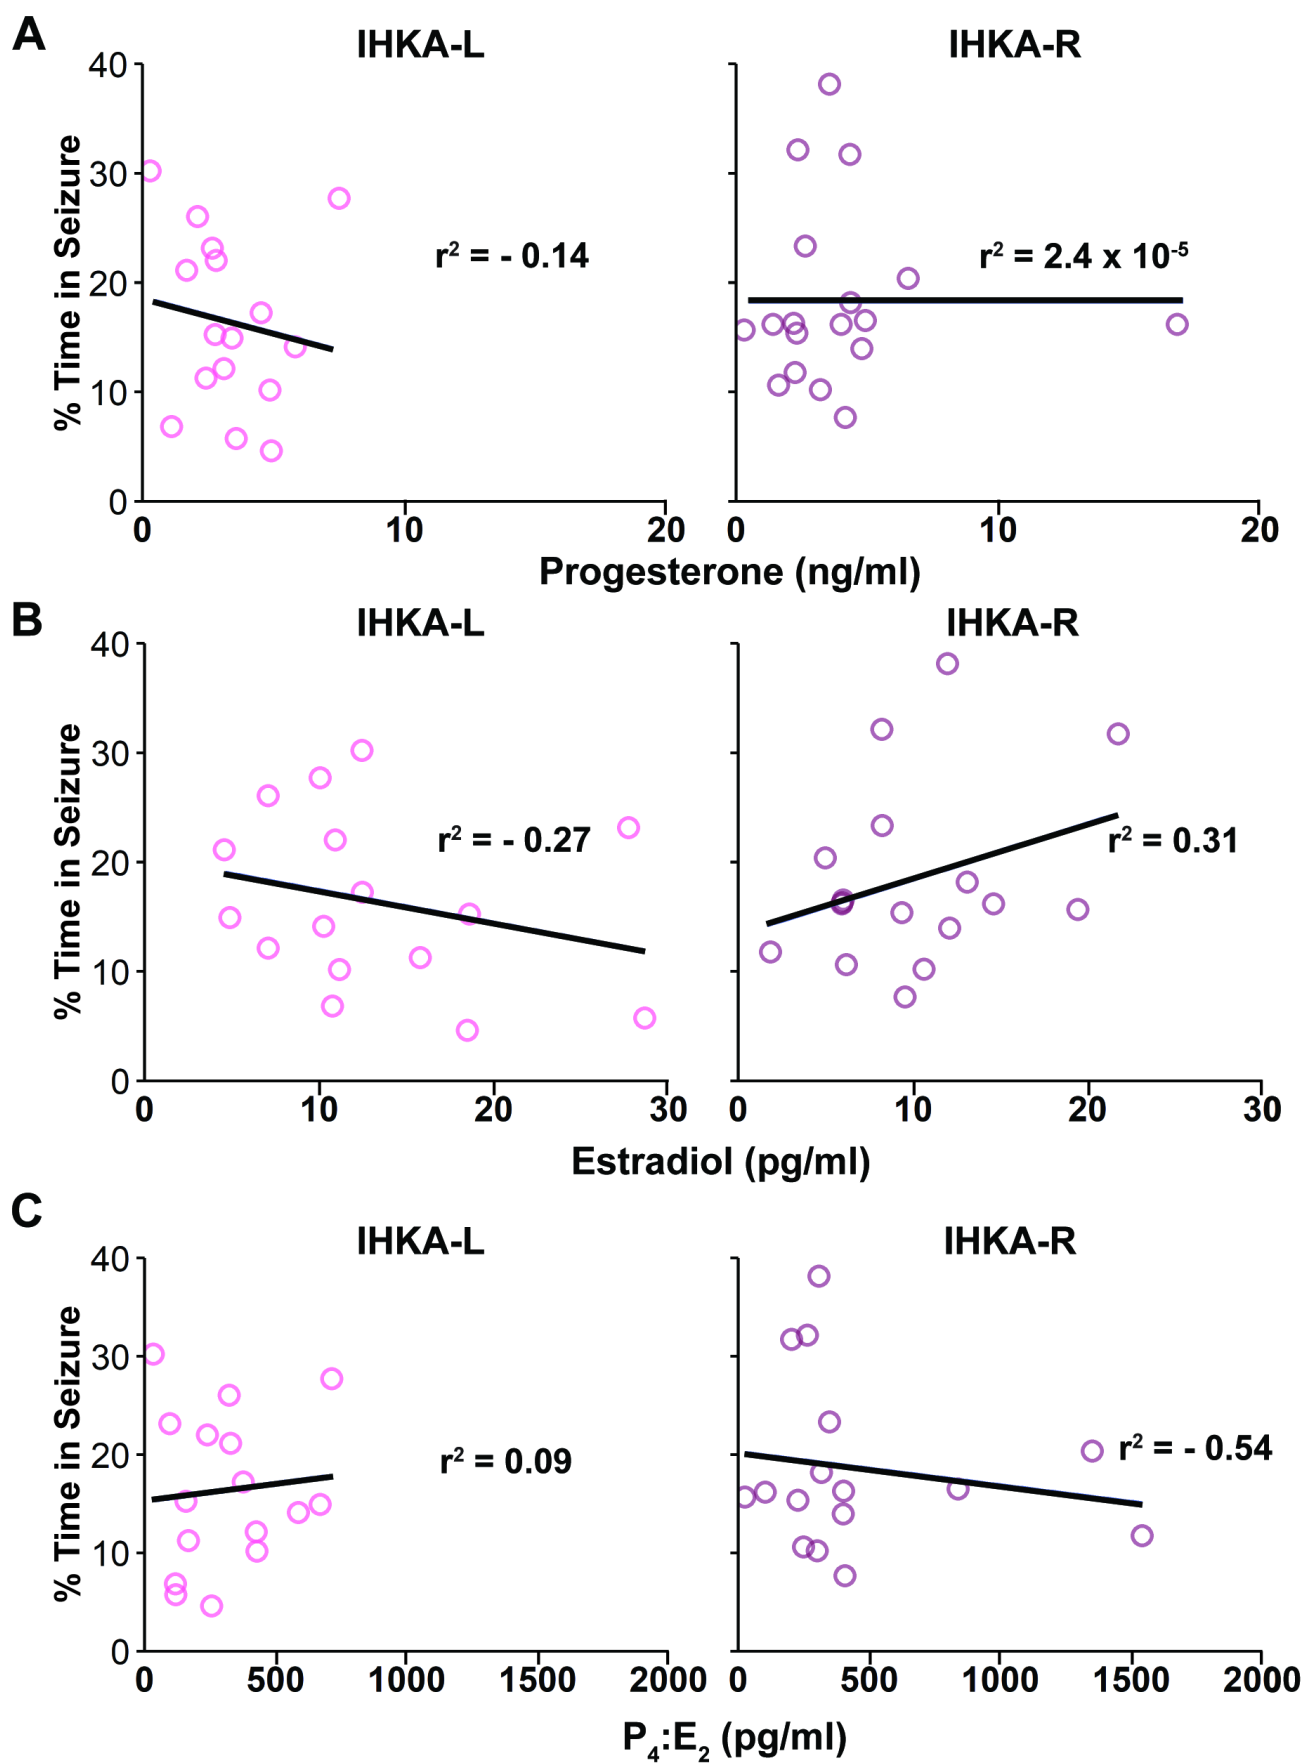 A
IHKA-L
IHKA-R
% Time in Seizure
40
30
20
10
0
r² = - 0.14
r² = 2.4 x 10⁻⁵
0 10 20
0 10 20
Progesterone (ng/ml)
B
IHKA-L
IHKA-R
% Time in Seizure
40
30
20
10
0
r² = - 0.27
r² = 0.31
0 10 20 30
0 10 20 30
Estradiol (pg/ml)
C
IHKA-L
IHKA-R
% Time in Seizure
40
30
20
10
0
r² = 0.09
r² = - 0.54
0 500 1000 1500 2000
0 500 1000 1500 2000
P₄:E₂ (pg/ml)